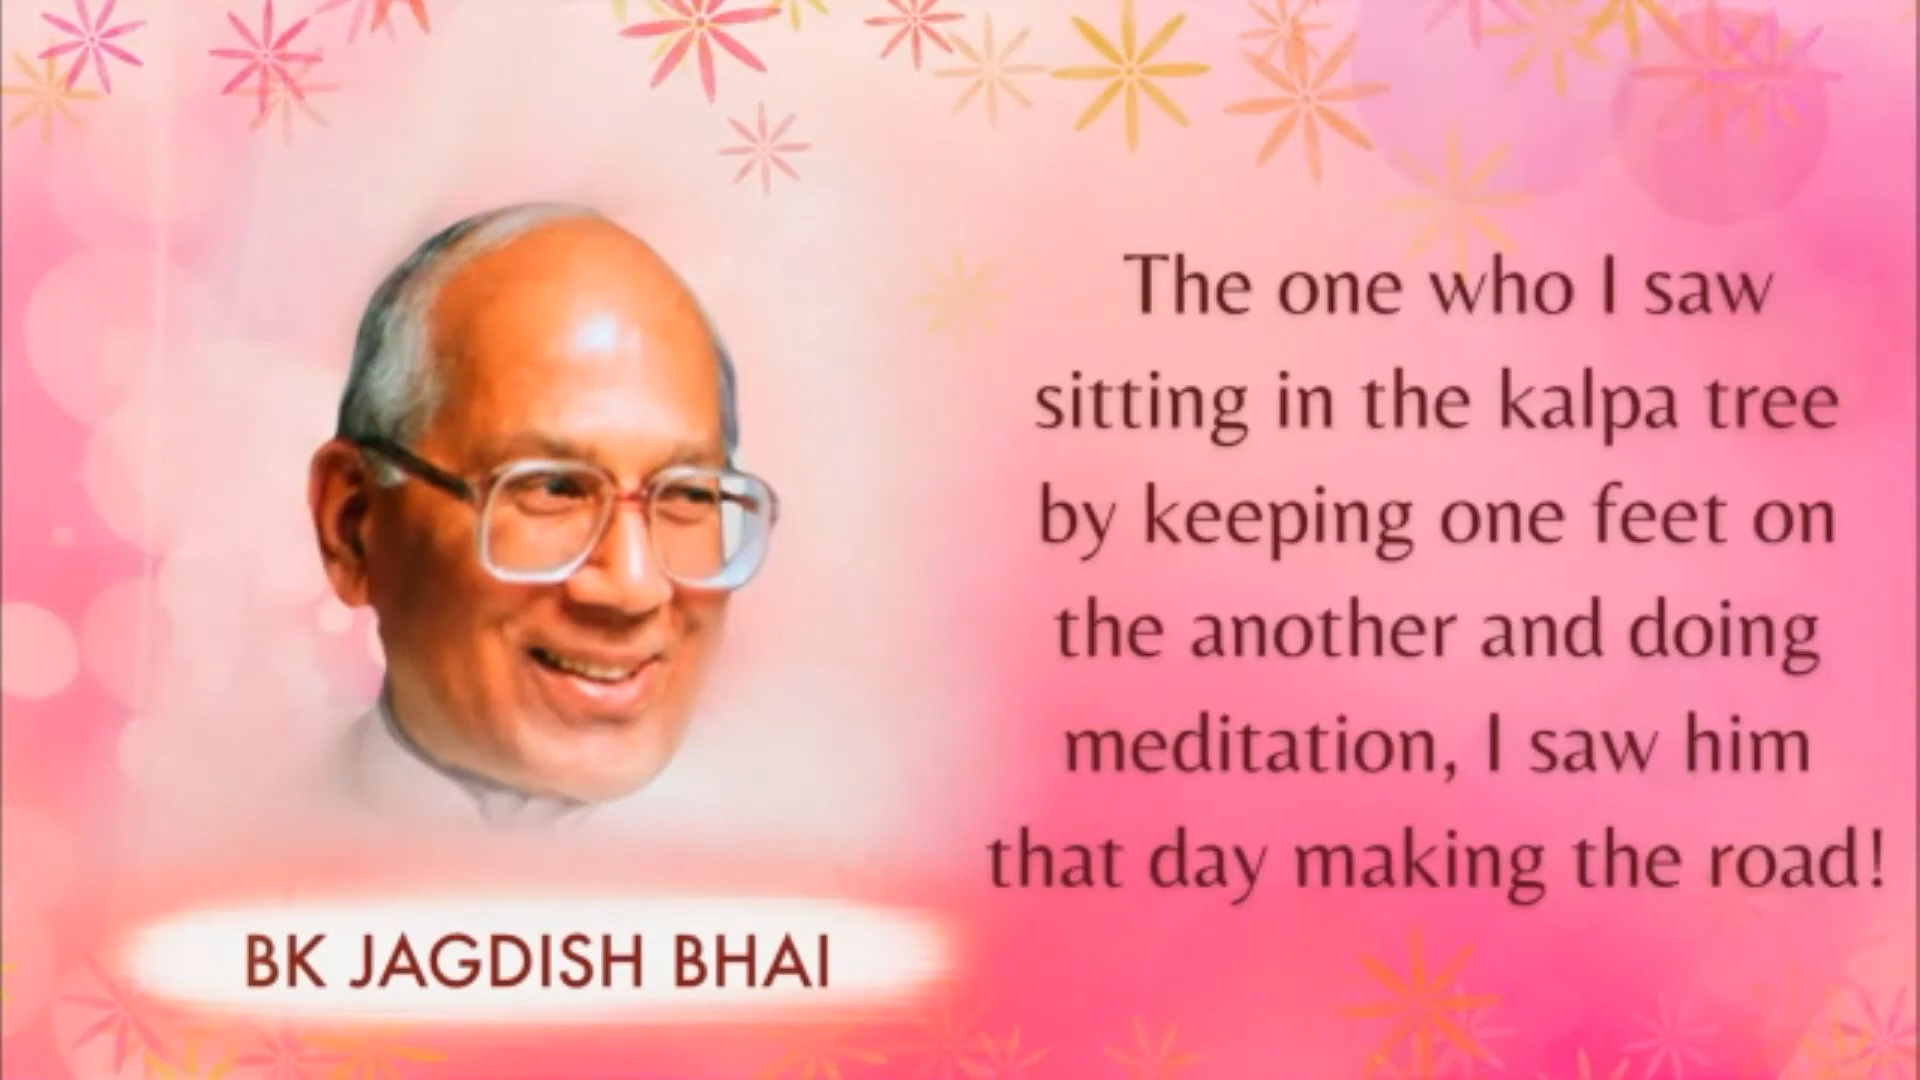 The one who I saw
sitting in the kalpa tree
by keeping one feet on
the another and doing
meditation, I saw him
that day making the road!
BK JAGDISH BHAI